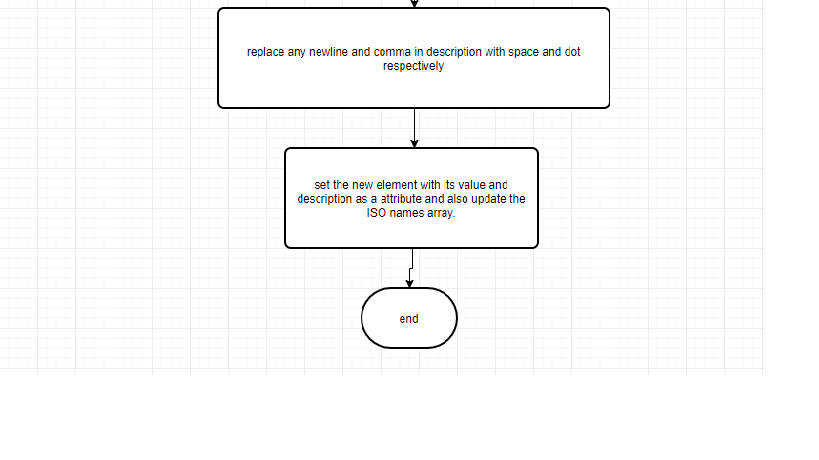 replace any newline and comma in description with space and dot
respectively
set the new element with its value and
description as a attribute and also update the
ISO names array.
end